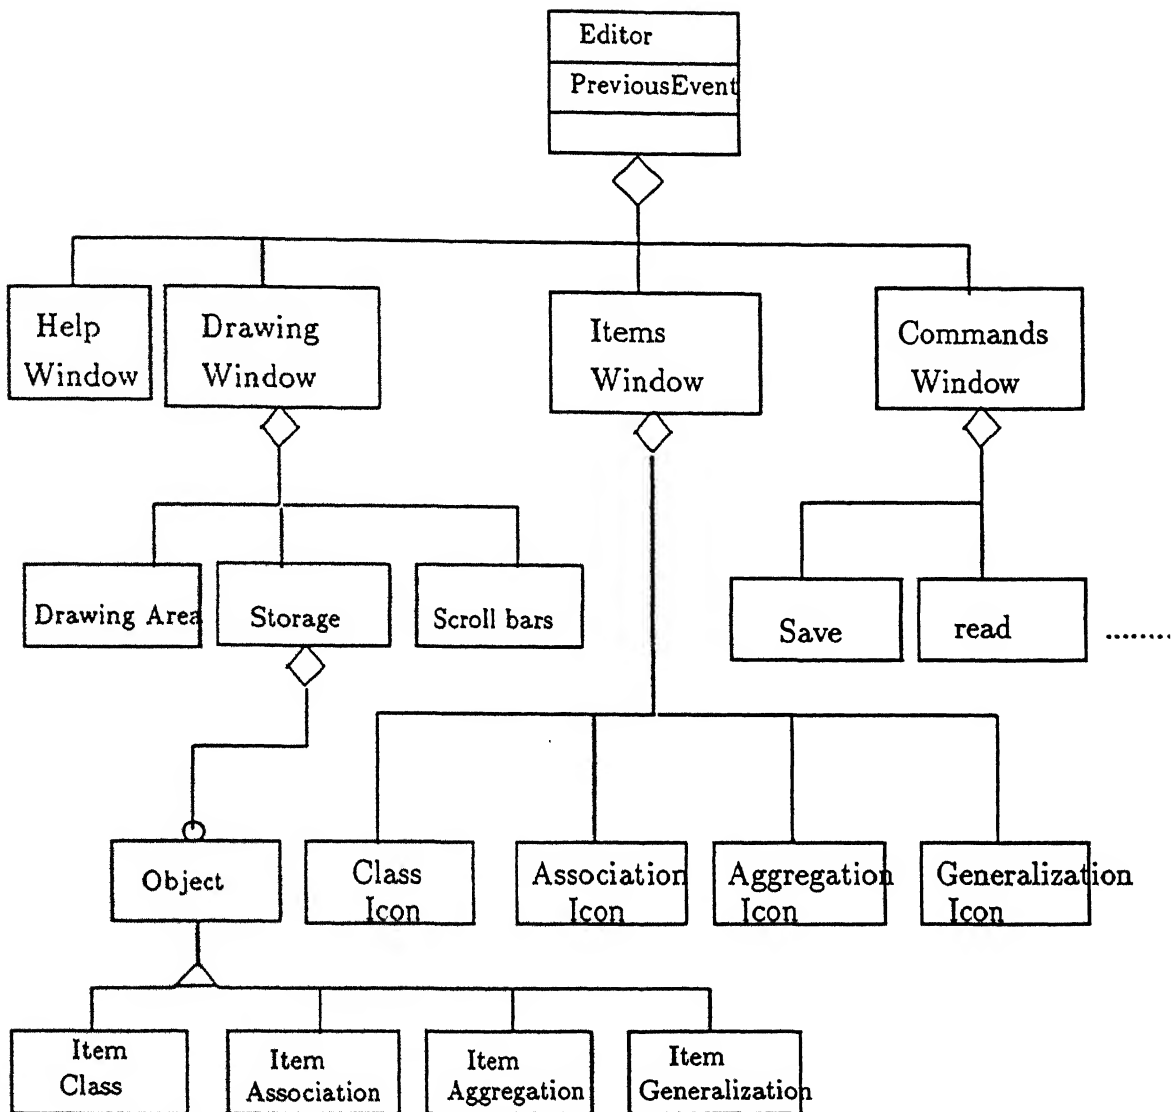 Editor
PreviousEvent
Help
Window
Drawing
Window
Items
Window
Commands
Window
Drawing Area
Storage
Scroll bars
Save
read
........
Object
Class
Icon
Association
Icon
Aggregation
Icon
Generalization
Icon
Item
Class
Item
Association
Item
Aggregation
Item
Generalization